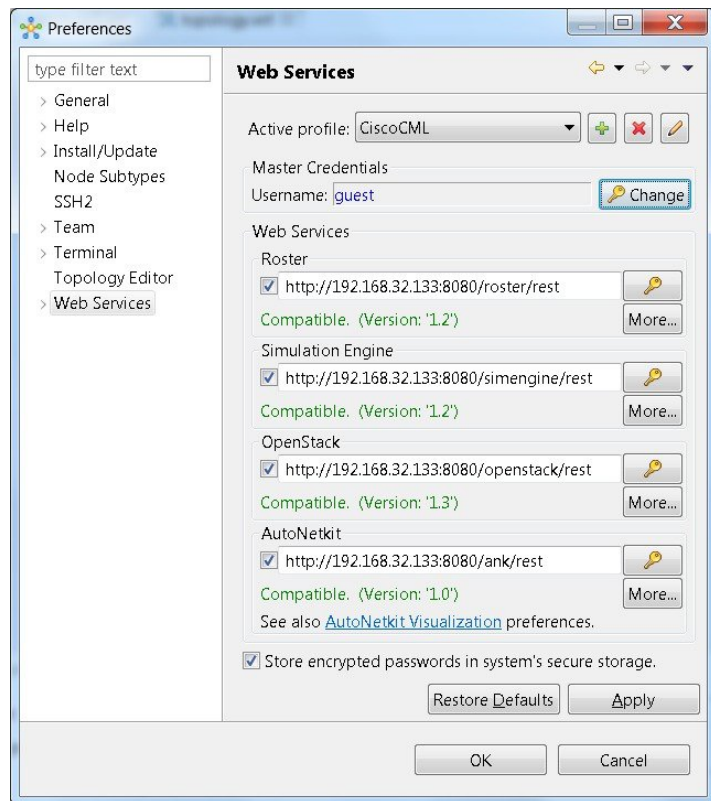 Preferences
type filter text
General
Help
Install/Update
Node Subtypes
SSH2
Team
Terminal
Topology Editor
Web Services
Web Services
Active profile: CiscoCML
Master Credentials
Username: guest
Change
Web Services
Roster
http://192.168.32.133:8080/roster/rest
Compatible. (Version: '1.2')
More...
Simulation Engine
http://192.168.32.133:8080/simengine/rest
Compatible. (Version: '1.2')
More...
OpenStack
http://192.168.32.133:8080/openstack/rest
Compatible. (Version: '1.3')
More...
AutoNetkit
http://192.168.32.133:8080/ank/rest
Compatible. (Version: '1.0')
More...
See also AutoNetkit Visualization preferences.
Store encrypted passwords in system's secure storage.
Restore Defaults
Apply
OK
Cancel